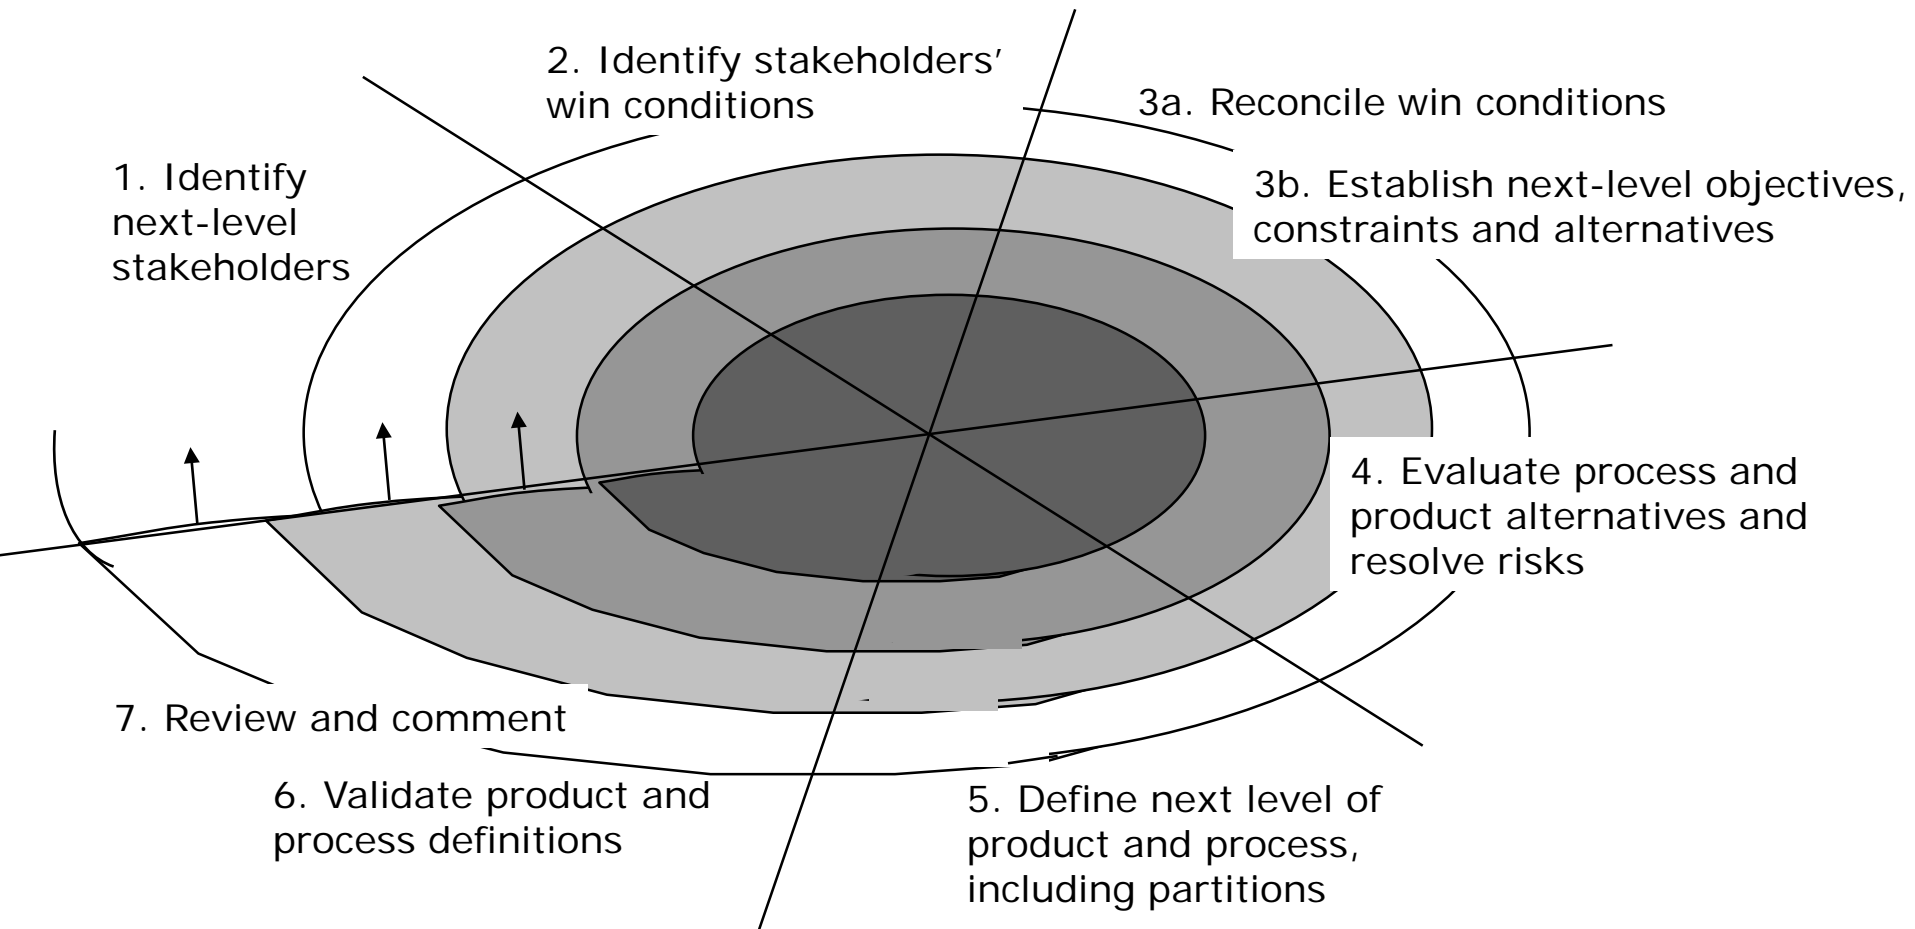 2. Identify stakeholders’
win conditions
3a. Reconcile win conditions
1. Identify
next-level
stakeholders
3b. Establish next-level objectives,
constraints and alternatives
4. Evaluate process and
product alternatives and
resolve risks
7. Review and comment
6. Validate product and
process definitions
5. Define next level of
product and process,
including partitions